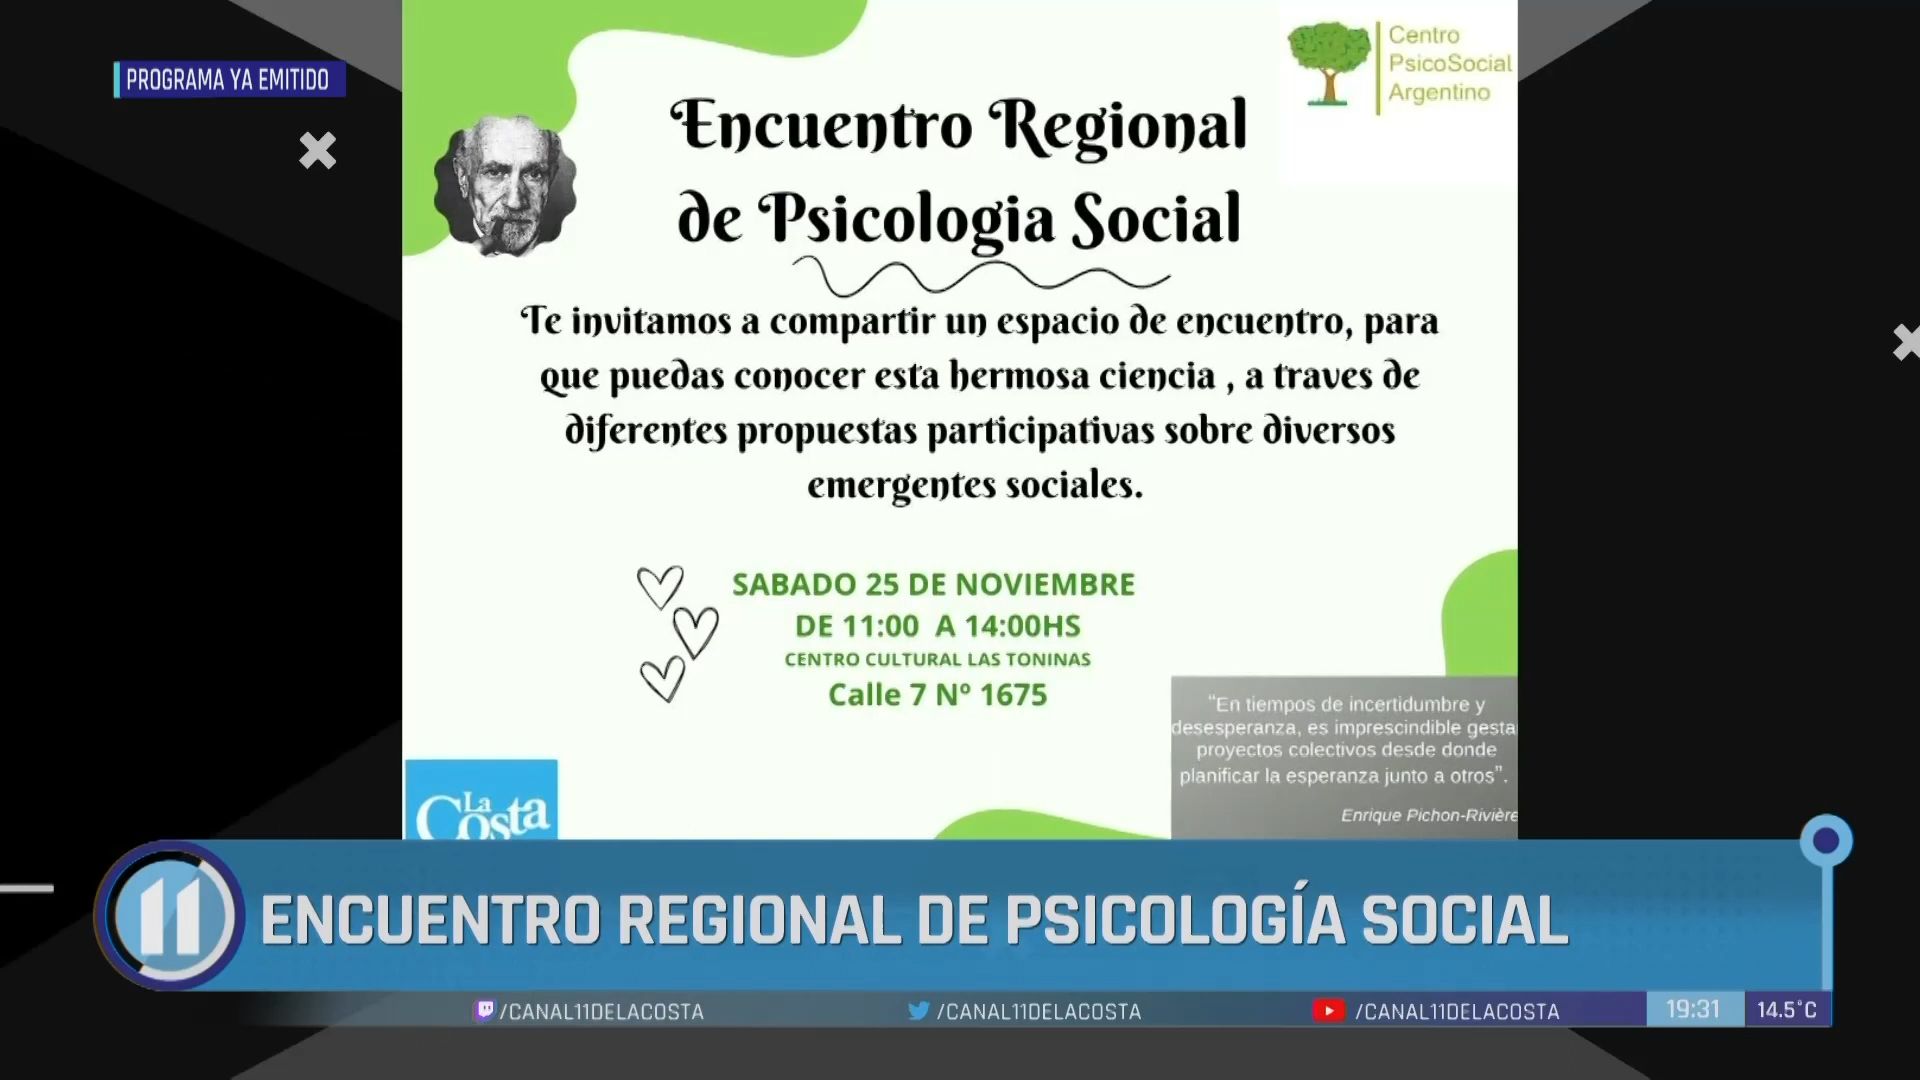 PROGRAMA YA EMITIDO
Centro
PsicoSocial
Argentino
Encuentro Regional
de Psicologia Social
Te invitamos a compartir un espacio de encuentro, para
que puedas conocer esta hermosa ciencia , a traves de
diferentes propuestas participativas sobre diversos
emergentes sociales.
SABADO 25 DE NOVIEMBRE
DE 11:00 A 14:00HS
CENTRO CULTURAL LAS TONINAS
Calle 7 Nº 1675
"En tiempos de incertidumbre y
desesperanza, es imprescindible gesta
proyectos colectivos desde donde
planificar la esperanza junto a otros".
Enrique Pichon-Rivière
La
Costa
11
ENCUENTRO REGIONAL DE PSICOLOGÍA SOCIAL
/CANAL11DELACOSTA
/CANAL11DELACOSTA
/CANAL11DELACOSTA
19:31
14.5°C